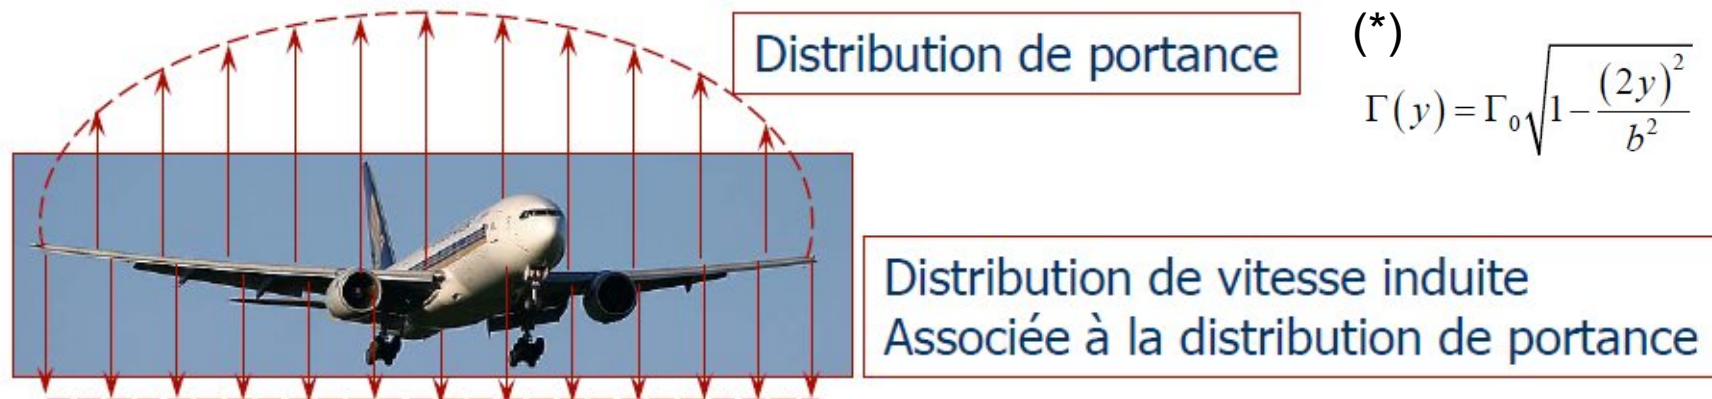 Distribution de portance
(*)
Γ(y) = Γ₀√(1 − (2y)²/b²)
Distribution de vitesse induite
Associée à la distribution de portance